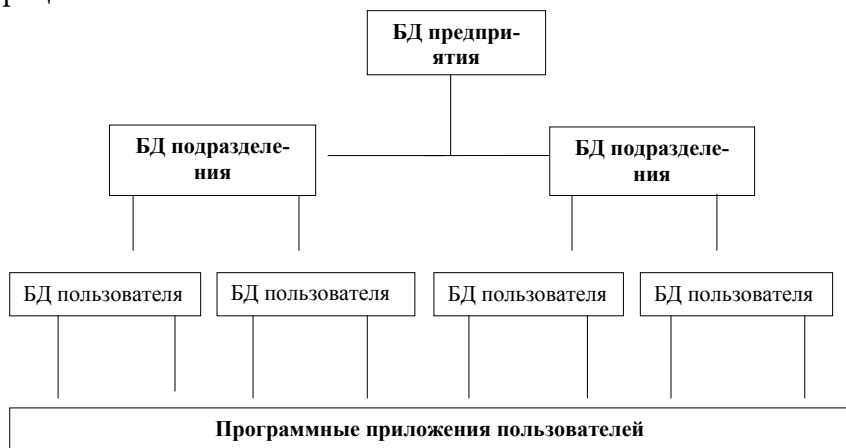 рац
БД предпри-
ятия
БД подразделе-
ния
БД подразделе-
ния
БД пользователя
БД пользователя
БД пользователя
БД пользователя
Программные приложения пользователей